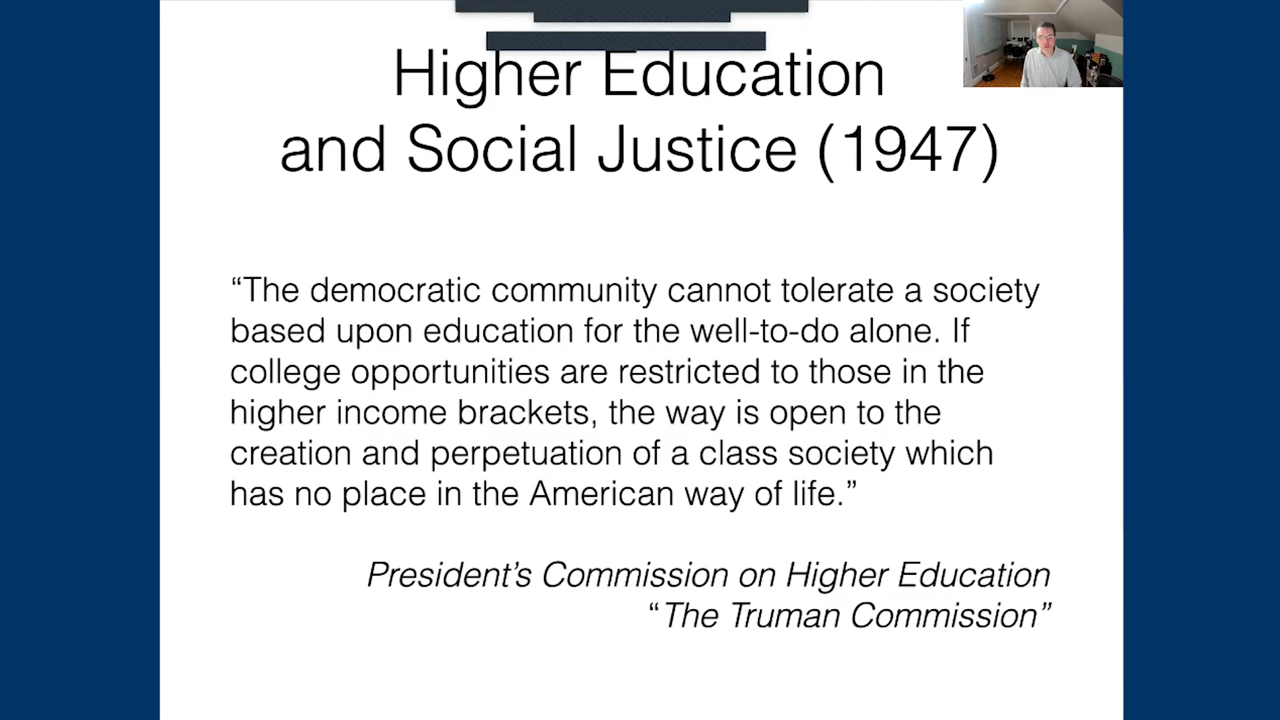 Higher Education
and Social Justice (1947)
“The democratic community cannot tolerate a society
based upon education for the well-to-do alone. If
college opportunities are restricted to those in the
higher income brackets, the way is open to the
creation and perpetuation of a class society which
has no place in the American way of life.”
President’s Commission on Higher Education
“The Truman Commission”